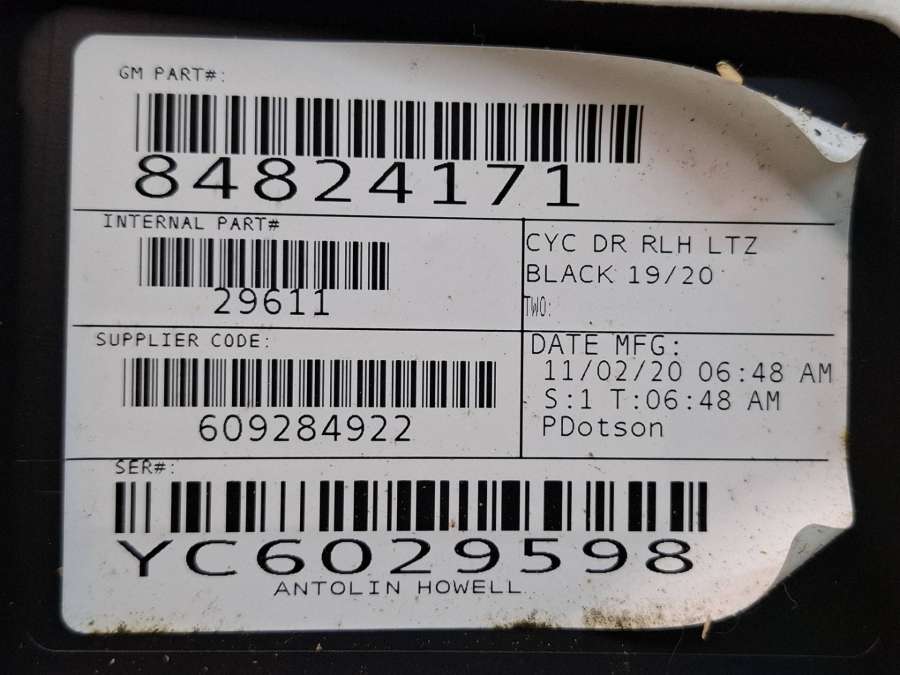 GM PART#:
84824171
INTERNAL PART#
29611
CYC DR RLH LTZ
BLACK 19/20
TWO:
SUPPLIER CODE:
609284922
DATE MFG:
11/02/20 06:48 AM
S:1 T:06:48 AM
PDotson
SER#:
YC6029598
ANTOLIN HOWELL